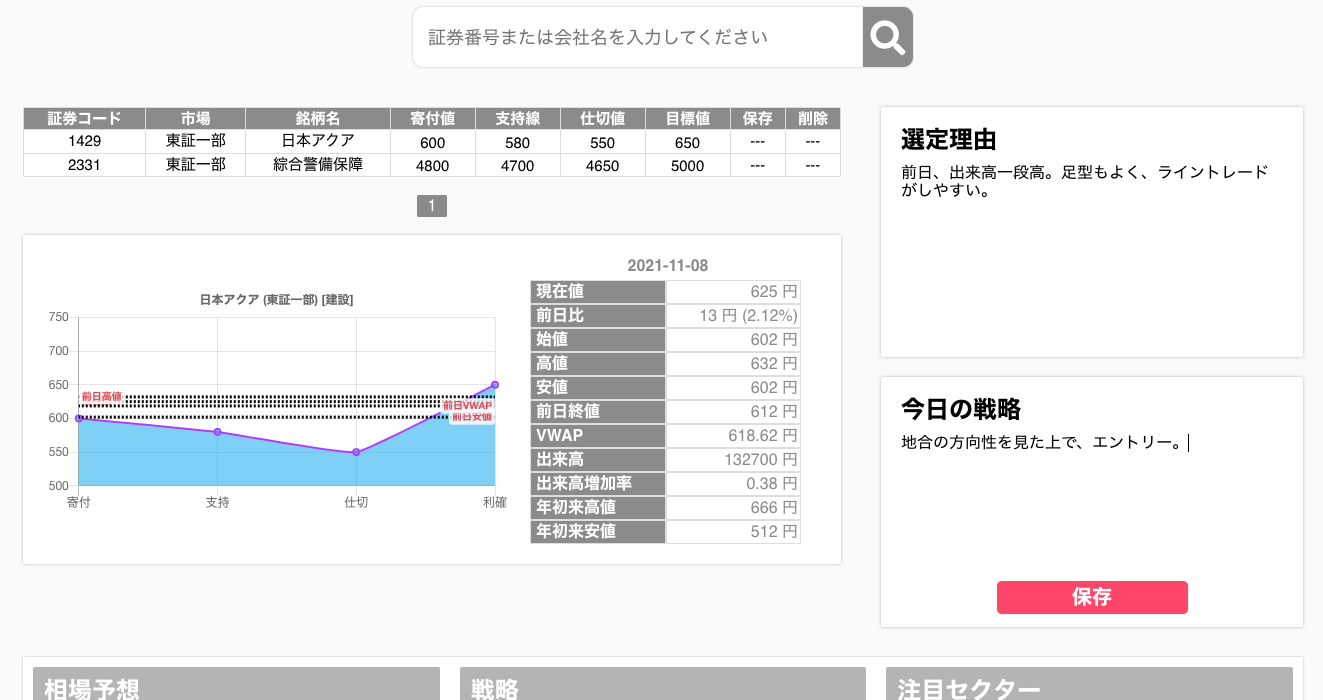 証券番号または会社名を入力してください
証券コード 市場 銘柄名 寄付値 支持線 仕切値 目標値 保存 削除
1429 東証一部 日本アクア 600 580 550 650 --- ---
2331 東証一部 綜合警備保障 4800 4700 4650 5000 --- ---
1
日本アクア (東証一部) [建設]
750
700
650
600
550
500
前日高値
前日VWAP
前日安値
寄付 支持 仕切 利確
2021-11-08
現在値 625 円
前日比 13 円 (2.12%)
始値 602 円
高値 632 円
安値 602 円
前日終値 612 円
VWAP 618.62 円
出来高 132700 円
出来高増加率 0.38 円
年初来高値 666 円
年初来安値 512 円
選定理由
前日、出来高一段高。足型もよく、ライントレード
がしやすい。
今日の戦略
地合の方向性を見た上で、エントリー。
保存
相場予想 戦略 注目セクター